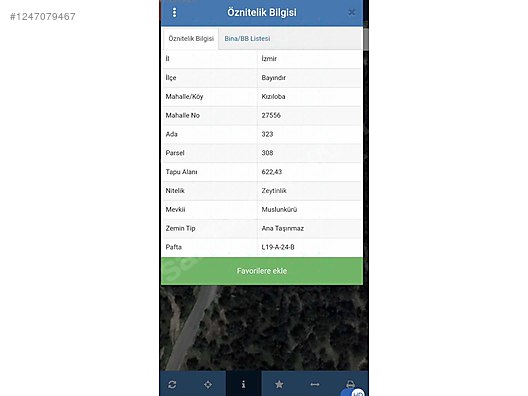 #1247079467
Öznitelik Bilgisi
Öznitelik Bilgisi Bina/BB Listesi
İl İzmir
İlçe Bayındır
Mahalle/Köy Kızıloba
Mahalle No 27556
Ada 323
Parsel 308
Tapu Alanı 622,43
Nitelik Zeytinlik
Mevkii Muslunkürü
Zemin Tip Ana Taşınmaz
Pafta L19-A-24-B
Favorilere ekle
HD